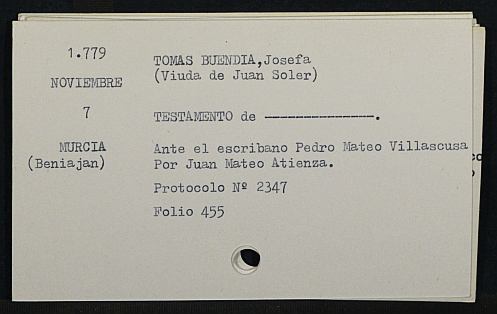 1.779
NOVIEMBRE
7
MURCIA
(Beniajan)
TOMAS BUENDIA,Josefa
(Viuda de Juan Soler)
TESTAMENTO de ----------------.
Ante el escribano Pedro Mateo Villascusa
Por Juan Mateo Atienza.
Protocolo Nº 2347
Folio 455